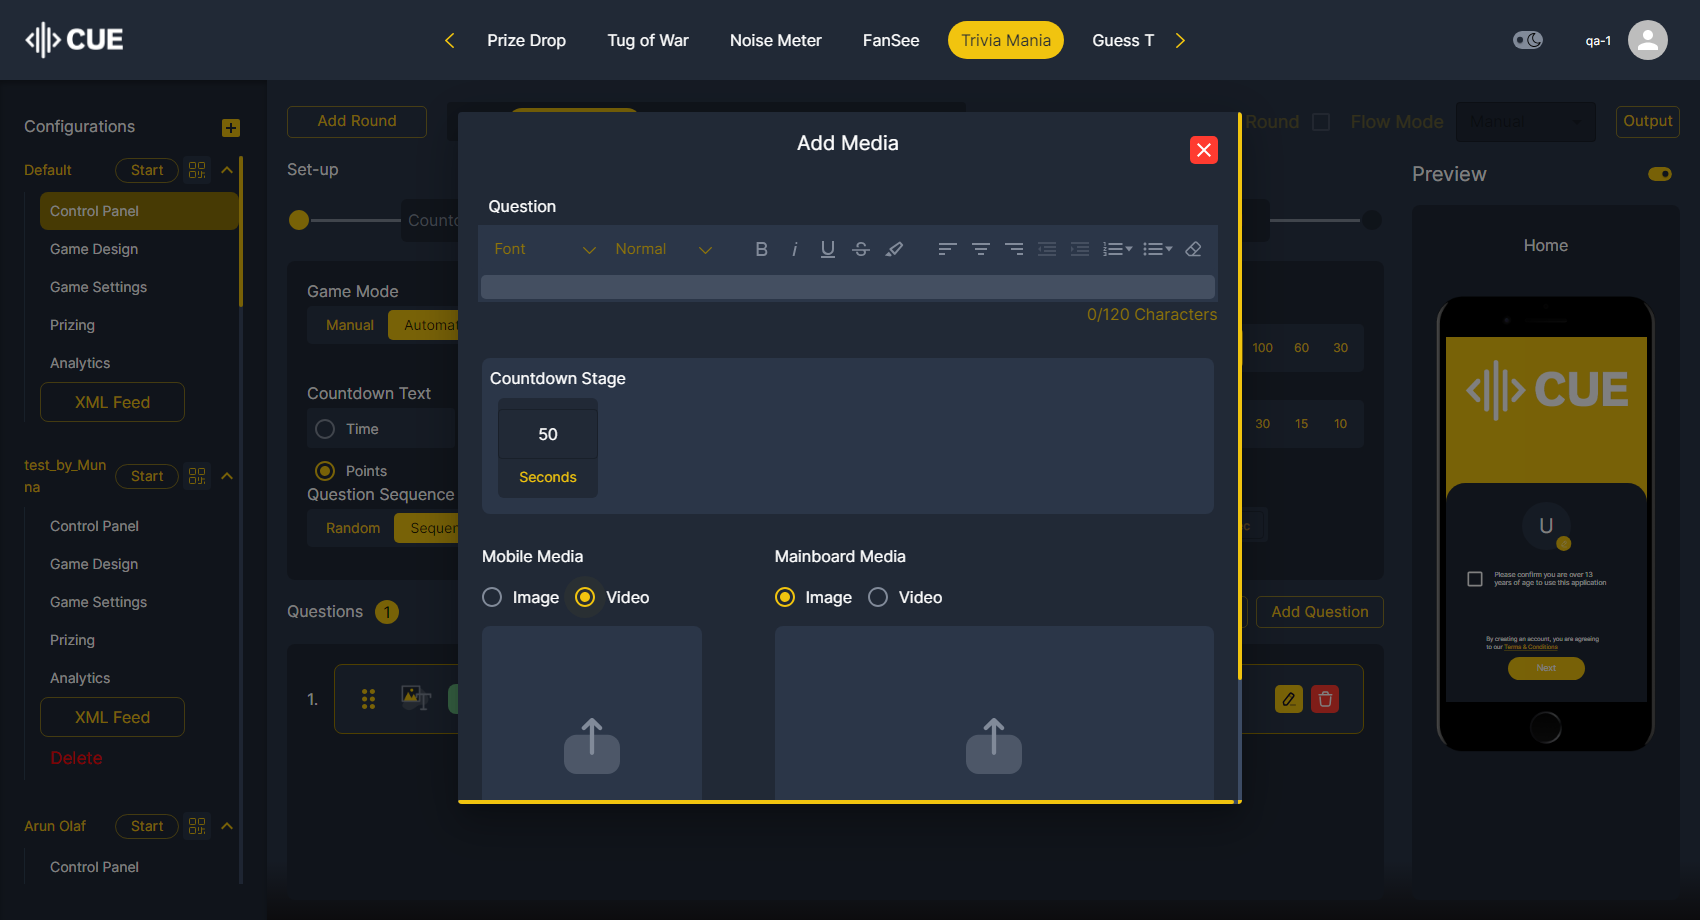 CUE
Prize Drop
Tug of War
Noise Meter
FanSee
Trivia Mania
Guess T
qa-1
Configurations
Default
Start
Control Panel
Game Design
Game Settings
Prizing
Analytics
XML Feed
test_by_Mun
na
Start
Control Panel
Game Design
Game Settings
Prizing
Analytics
XML Feed
Delete
Arun Olaf
Start
Control Panel
Add Round
Round
Flow Mode
Manual
Output
Set-up
Countd
Game Mode
Manual
Automat
Countdown Text
Time
Points
Question Sequence
Random
Sequen
100 60 30
30 15 10
Questions 1
Add Question
1.
Add Media
Question
Font
Normal
B i U S
0/120 Characters
Countdown Stage
50
Seconds
Mobile Media
Image
Video
Mainboard Media
Image
Video
Preview
Home
CUE
U
Please confirm you are over 13
years of age to use this application
By creating an account, you are agreeing
to our Terms & Conditions
Next